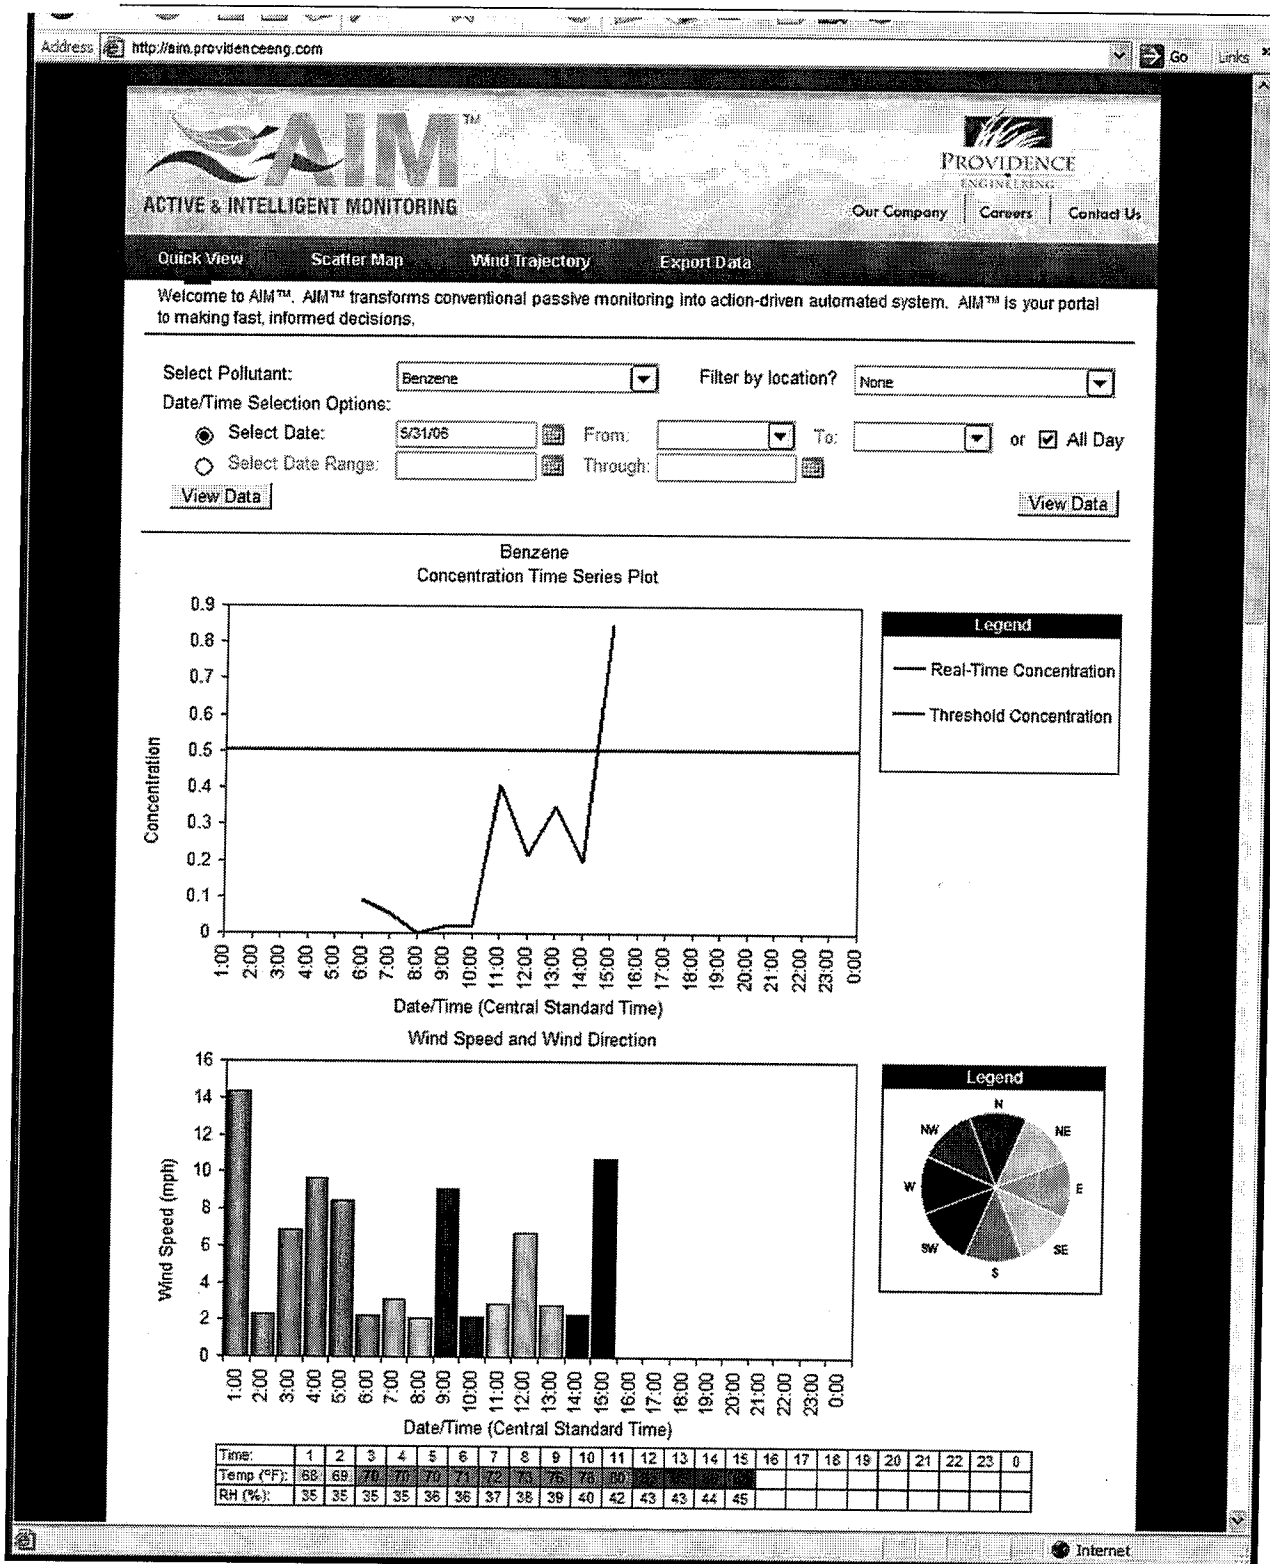 Address http://aim.providenceeng.com Go Links »
AIM™
ACTIVE & INTELLIGENT MONITORING
PROVIDENCE
ENGINEERING
Our Company Careers Contact Us
Quick View Scatter Map Wind Trajectory Export Data
Welcome to AIM™. AIM™ transforms conventional passive monitoring into action-driven automated system. AIM™ is your portal
to making fast, informed decisions.
Select Pollutant: Benzene Filter by location? None
Date/Time Selection Options:
Select Date: 5/31/06 From: To: or All Day
Select Date Range: Through:
View Data View Data
Benzene
Concentration Time Series Plot
0.9
0.8
0.7
0.6
0.5
0.4
0.3
0.2
0.1
0
Concentration
1:00 2:00 3:00 4:00 5:00 6:00 7:00 8:00 9:00 10:00 11:00 12:00 13:00 14:00 15:00 16:00 17:00 18:00 19:00 20:00 21:00 22:00 23:00 0:00
Date/Time (Central Standard Time)
Legend
Real-Time Concentration
Threshold Concentration
Wind Speed and Wind Direction
16
14
12
10
8
6
4
2
0
Wind Speed (mph)
1:00 2:00 3:00 4:00 5:00 6:00 7:00 8:00 9:00 10:00 11:00 12:00 13:00 14:00 15:00 16:00 17:00 18:00 19:00 20:00 21:00 22:00 23:00 0:00
Date/Time (Central Standard Time)
Legend
N
NW NE
W E
SW SE
S
Time: 1 2 3 4 5 6 7 8 9 10 11 12 13 14 15 16 17 18 19 20 21 22 23 0
Temp (°F): 68 69 70 70 70 71 72 73 75 78 80
RH (%): 35 35 35 35 36 36 37 38 39 40 42 43 43 44 45
Internet